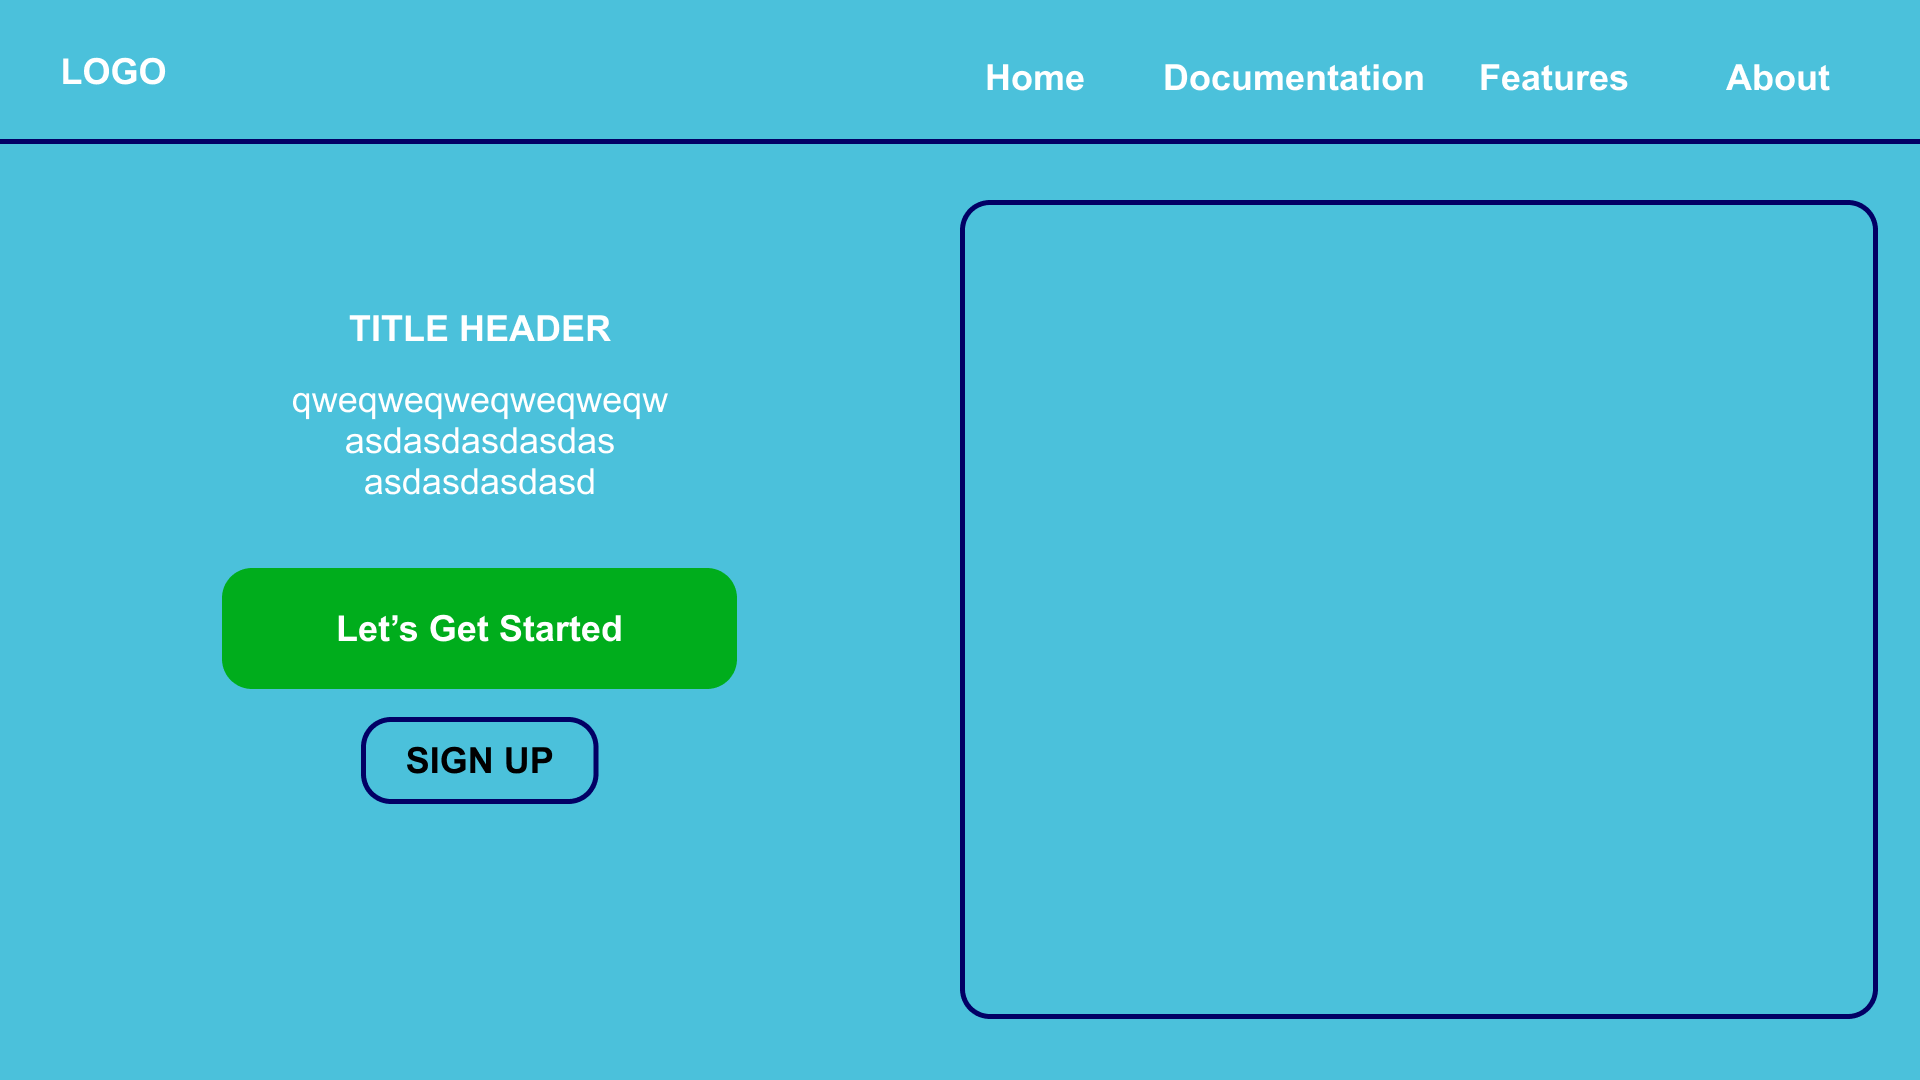 LOGO
Home Documentation Features About
TITLE HEADER
qweqweqweqweqweqw
asdasdasdasdas
asdasdasdasd
Let’s Get Started
SIGN UP